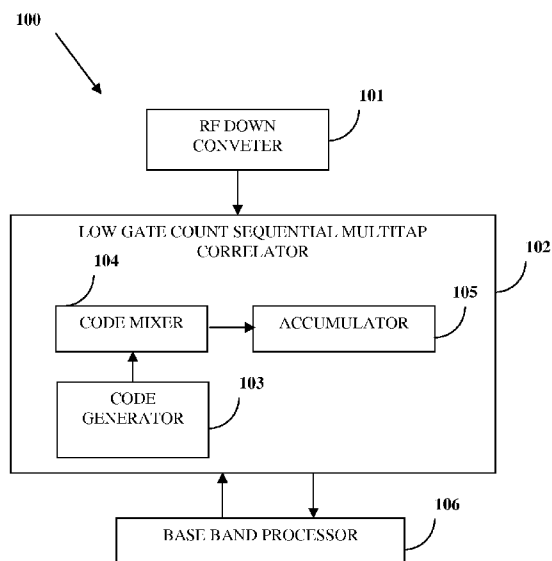 100
101
RF DOWN
CONVETER
LOW GATE COUNT SEQUENTIAL MULTITAP
CORRELATOR
102
104
105
CODE MIXER
ACCUMULATOR
CODE
GENERATOR
103
106
BASE BAND PROCESSOR